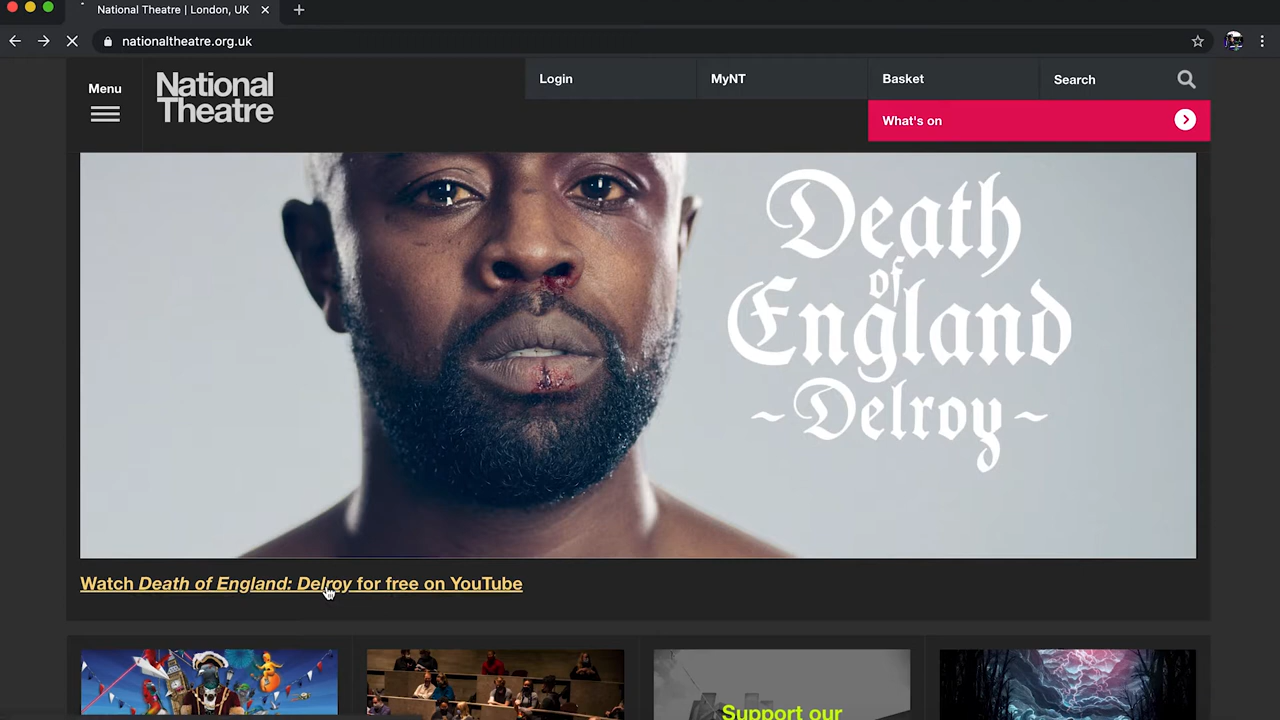 National Theatre | London, UK
nationaltheatre.org.uk
Menu
National
Theatre
Login
MyNT
Basket
Search
What's on
Death
of
England
~Delroy~
Watch Death of England: Delroy for free on YouTube
Support our